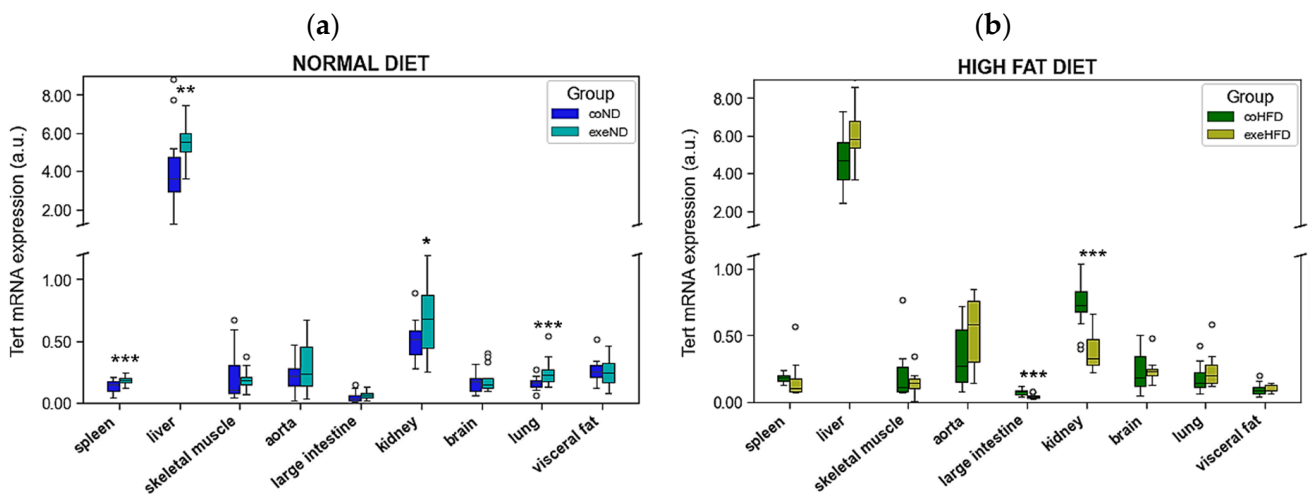 (a)
NORMAL DIET
Tert mRNA expression (a.u.)
8.00
6.00
4.00
2.00
1.00
0.50
0.00
Group
coND
exeND
**
*
***
***
spleen
liver
skeletal muscle
aorta
large intestine
kidney
brain
lung
visceral fat
(b)
HIGH FAT DIET
Tert mRNA expression (a.u.)
8.00
6.00
4.00
2.00
1.00
0.50
0.00
Group
coHFD
exeHFD
***
***
spleen
liver
skeletal muscle
aorta
large intestine
kidney
brain
lung
visceral fat